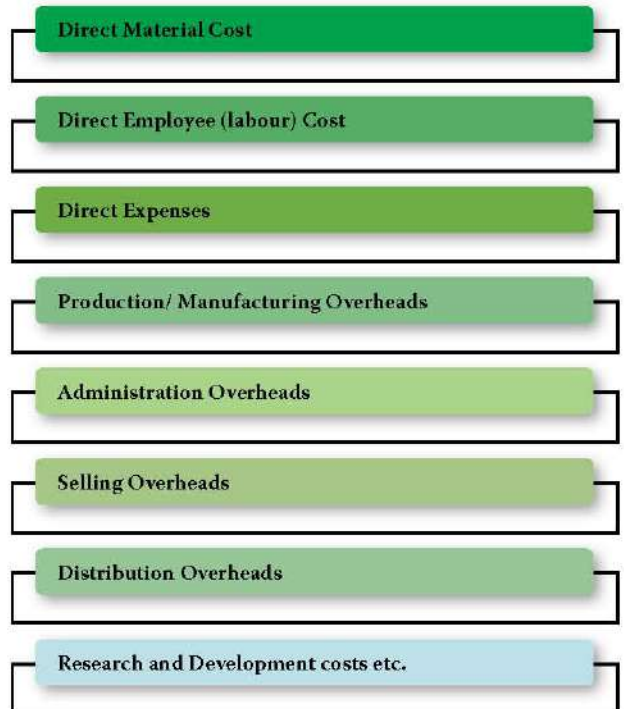 Direct Material Cost
Direct Employee (labour) Cost
Direct Expenses
Production/ Manufacturing Overheads
Administration Overheads
Selling Overheads
Distribution Overheads
Research and Development costs etc.